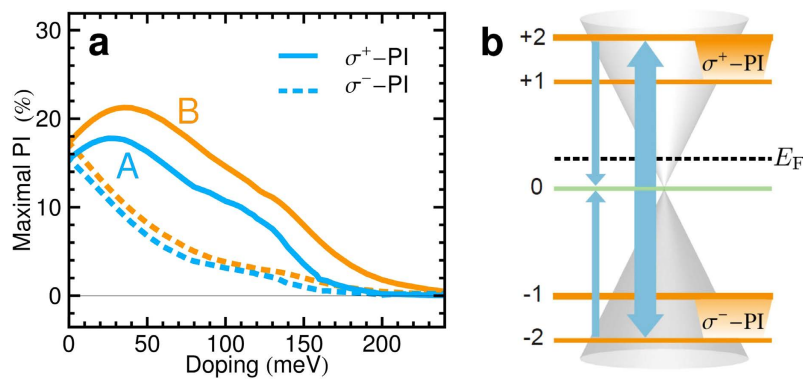 a
30
20
10
0
Maximal PI (%)
σ⁺–PI
σ⁻–PI
B
A
0 50 100 150 200
Doping (meV)
b
+2
σ⁺–PI
+1
E_F
0
-1
σ⁻–PI
-2